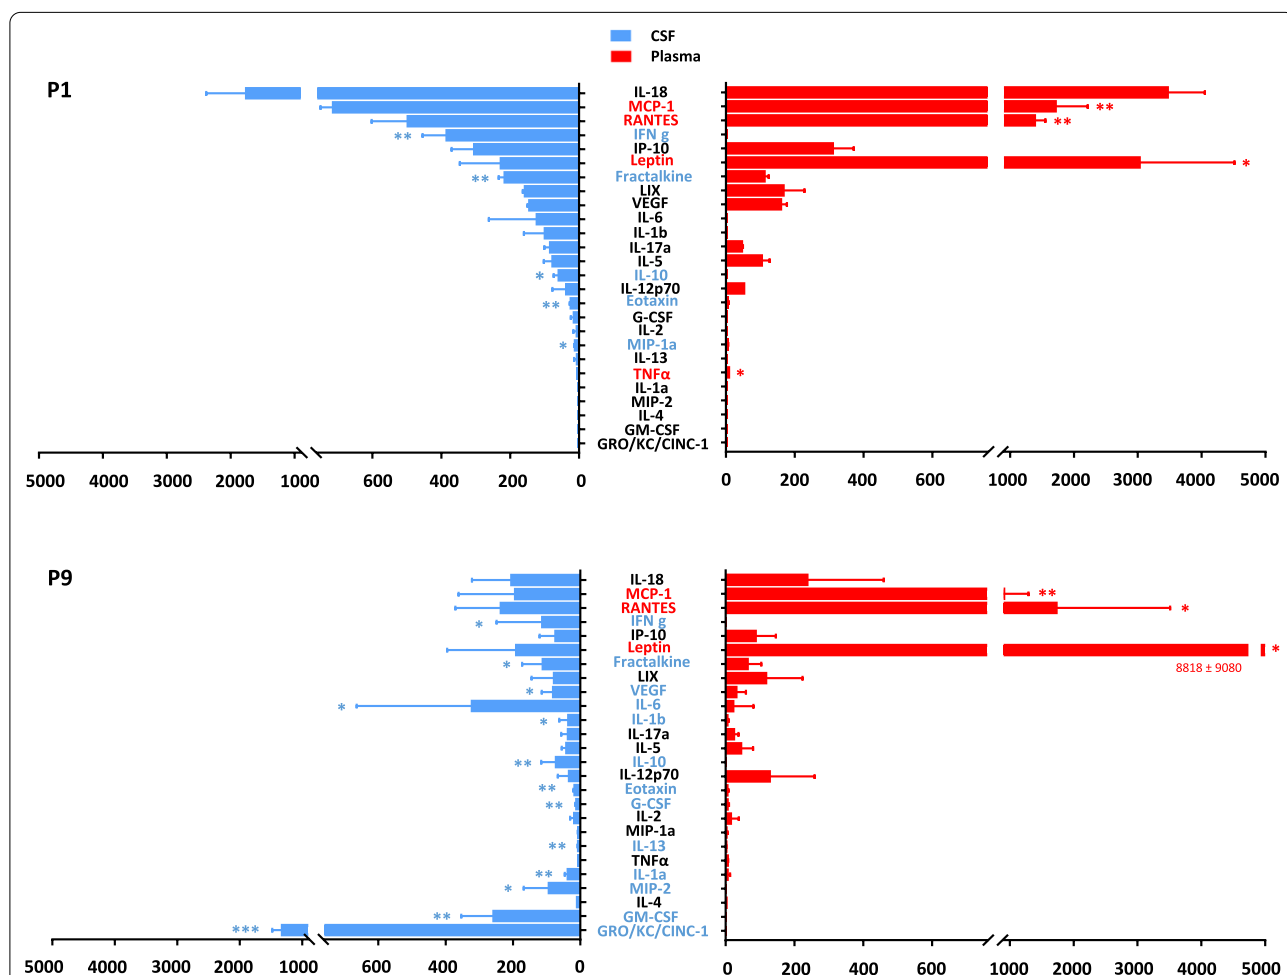 CSF
Plasma
P1
IL-18
MCP-1
**
RANTES
**
** IFN g
IP-10
Leptin
*
** Fractalkine
LIX
VEGF
IL-6
IL-1b
IL-17a
IL-5
* IL-10
IL-12p70
** Eotaxin
G-CSF
IL-2
* MIP-1a
IL-13
TNFα *
IL-1a
MIP-2
IL-4
GM-CSF
GRO/KC/CINC-1
5000 4000 3000 2000 1000 600 400 200 0 0 200 400 600 1000 2000 3000 4000 5000
P9
IL-18
MCP-1 **
RANTES *
* IFN g
IP-10
Leptin *
* Fractalkine 8818 ± 9080
LIX
* VEGF
* IL-6
* IL-1b
IL-17a
IL-5
** IL-10
IL-12p70
** Eotaxin
** G-CSF
IL-2
MIP-1a
** IL-13
TNFα
** IL-1a
* MIP-2
IL-4
** GM-CSF
*** GRO/KC/CINC-1
5000 4000 3000 2000 1000 600 400 200 0 0 200 400 600 1000 2000 3000 4000 5000